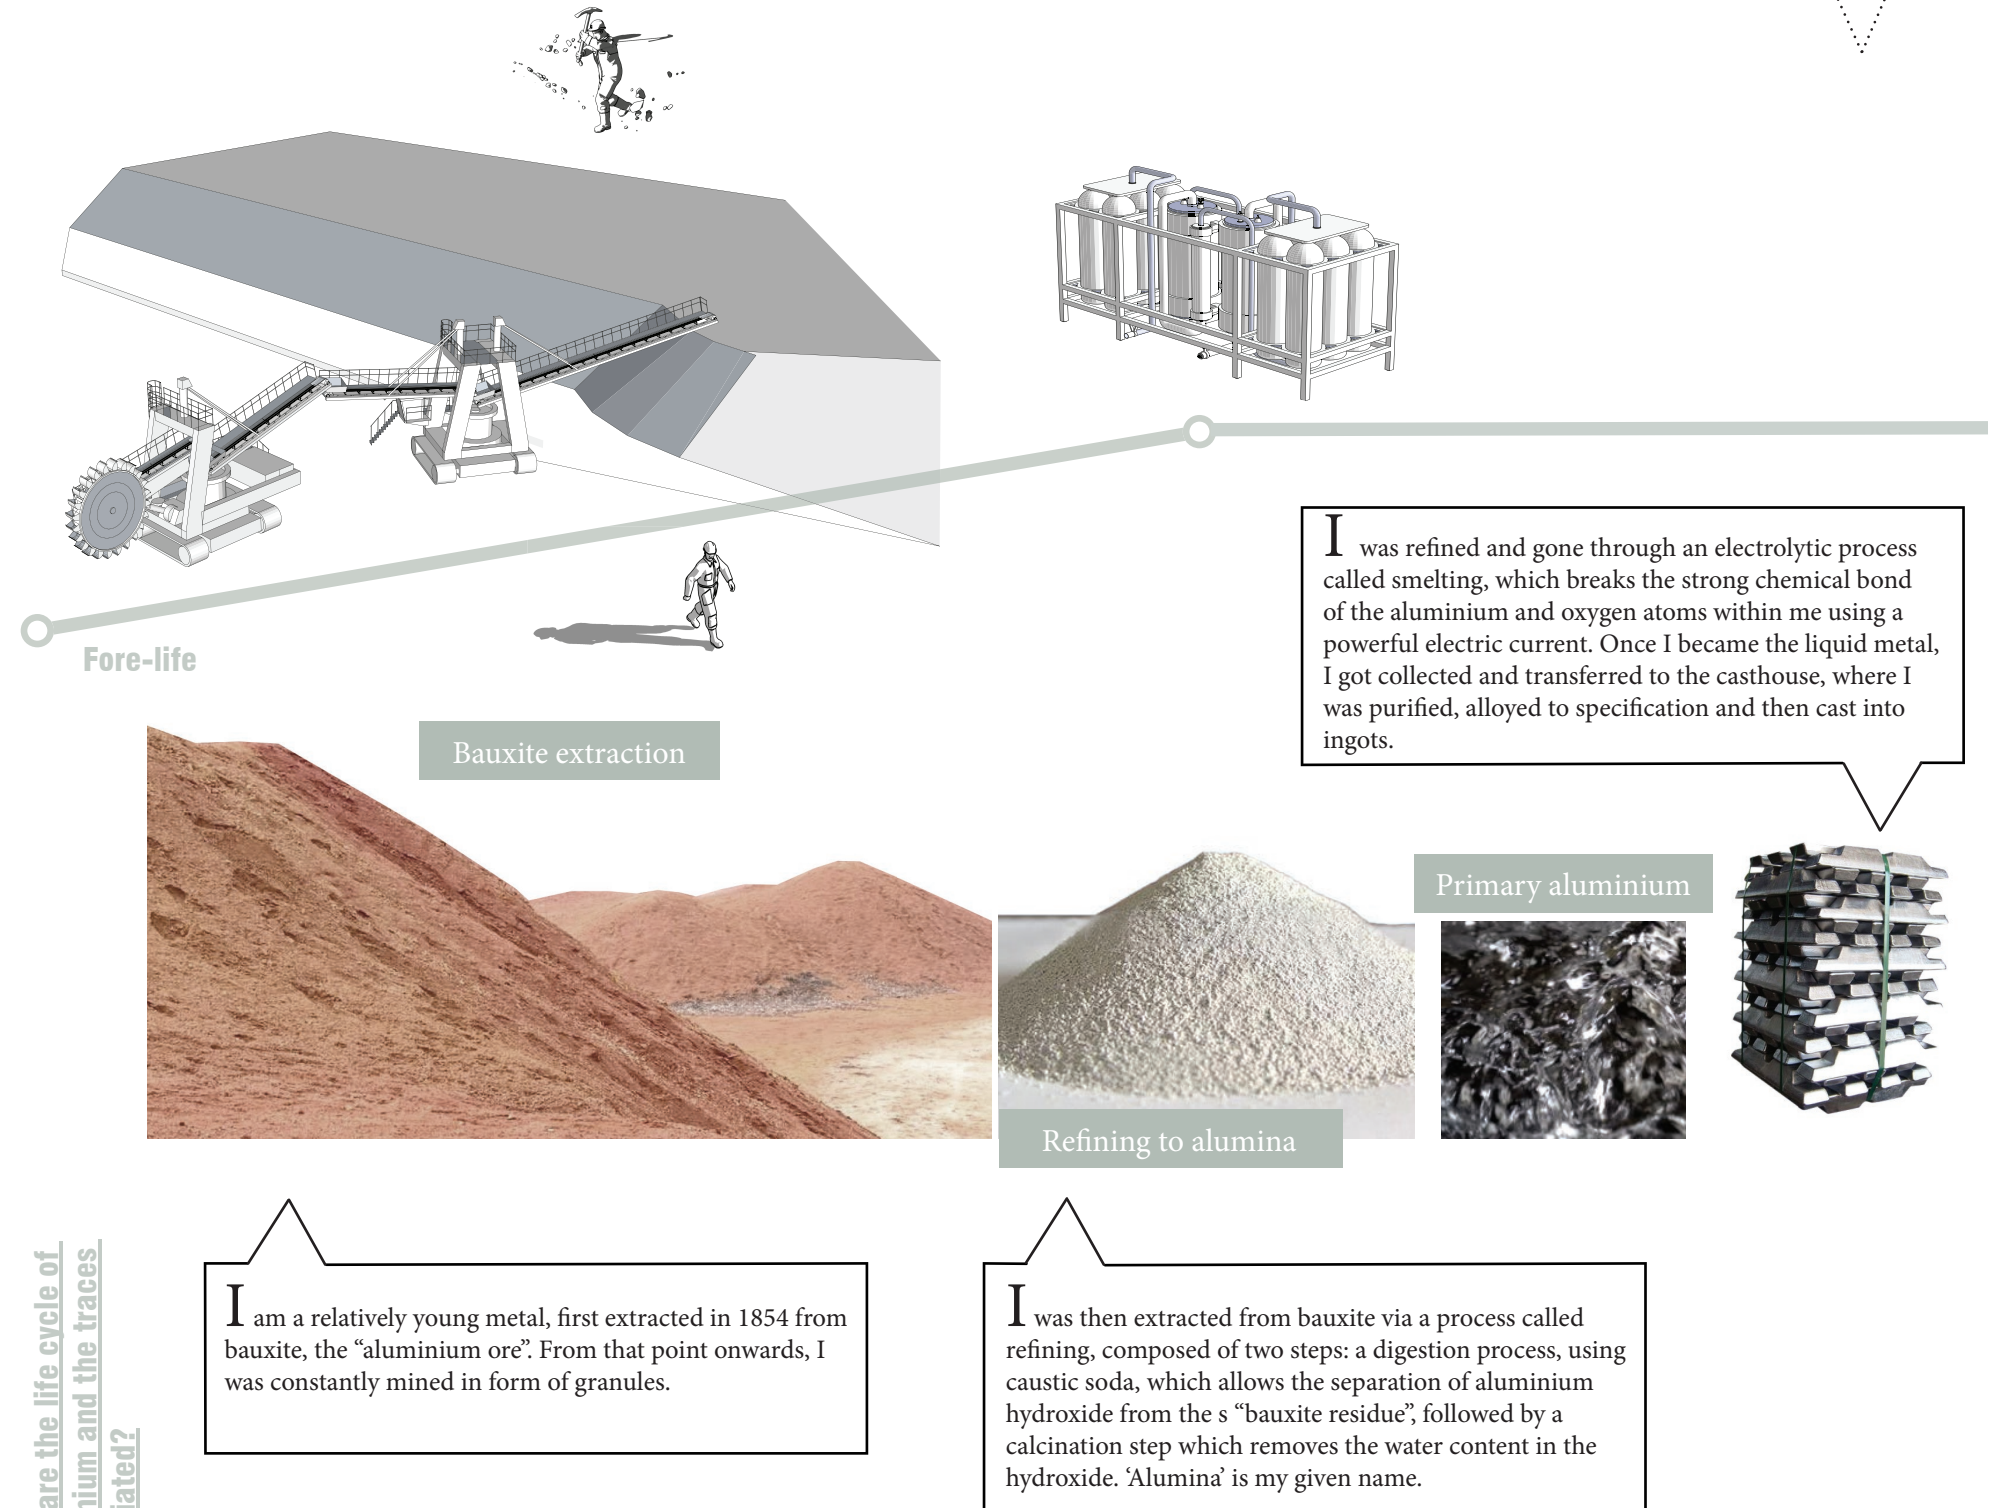 I was refined and gone through an electrolytic process
called smelting, which breaks the strong chemical bond
of the aluminium and oxygen atoms within me using a
powerful electric current. Once I became the liquid metal,
I got collected and transferred to the casthouse, where I
was purified, alloyed to specification and then cast into
ingots.
Fore-life
Bauxite extraction
Primary aluminium
Refining to alumina
I am a relatively young metal, first extracted in 1854 from
bauxite, the “aluminium ore”. From that point onwards, I
was constantly mined in form of granules.
I was then extracted from bauxite via a process called
refining, composed of two steps: a digestion process, using
caustic soda, which allows the separation of aluminium
hydroxide from the s “bauxite residue”, followed by a
calcination step which removes the water content in the
hydroxide. ‘Alumina’ is my given name.
are the life cycle of
nium and the traces
iated?